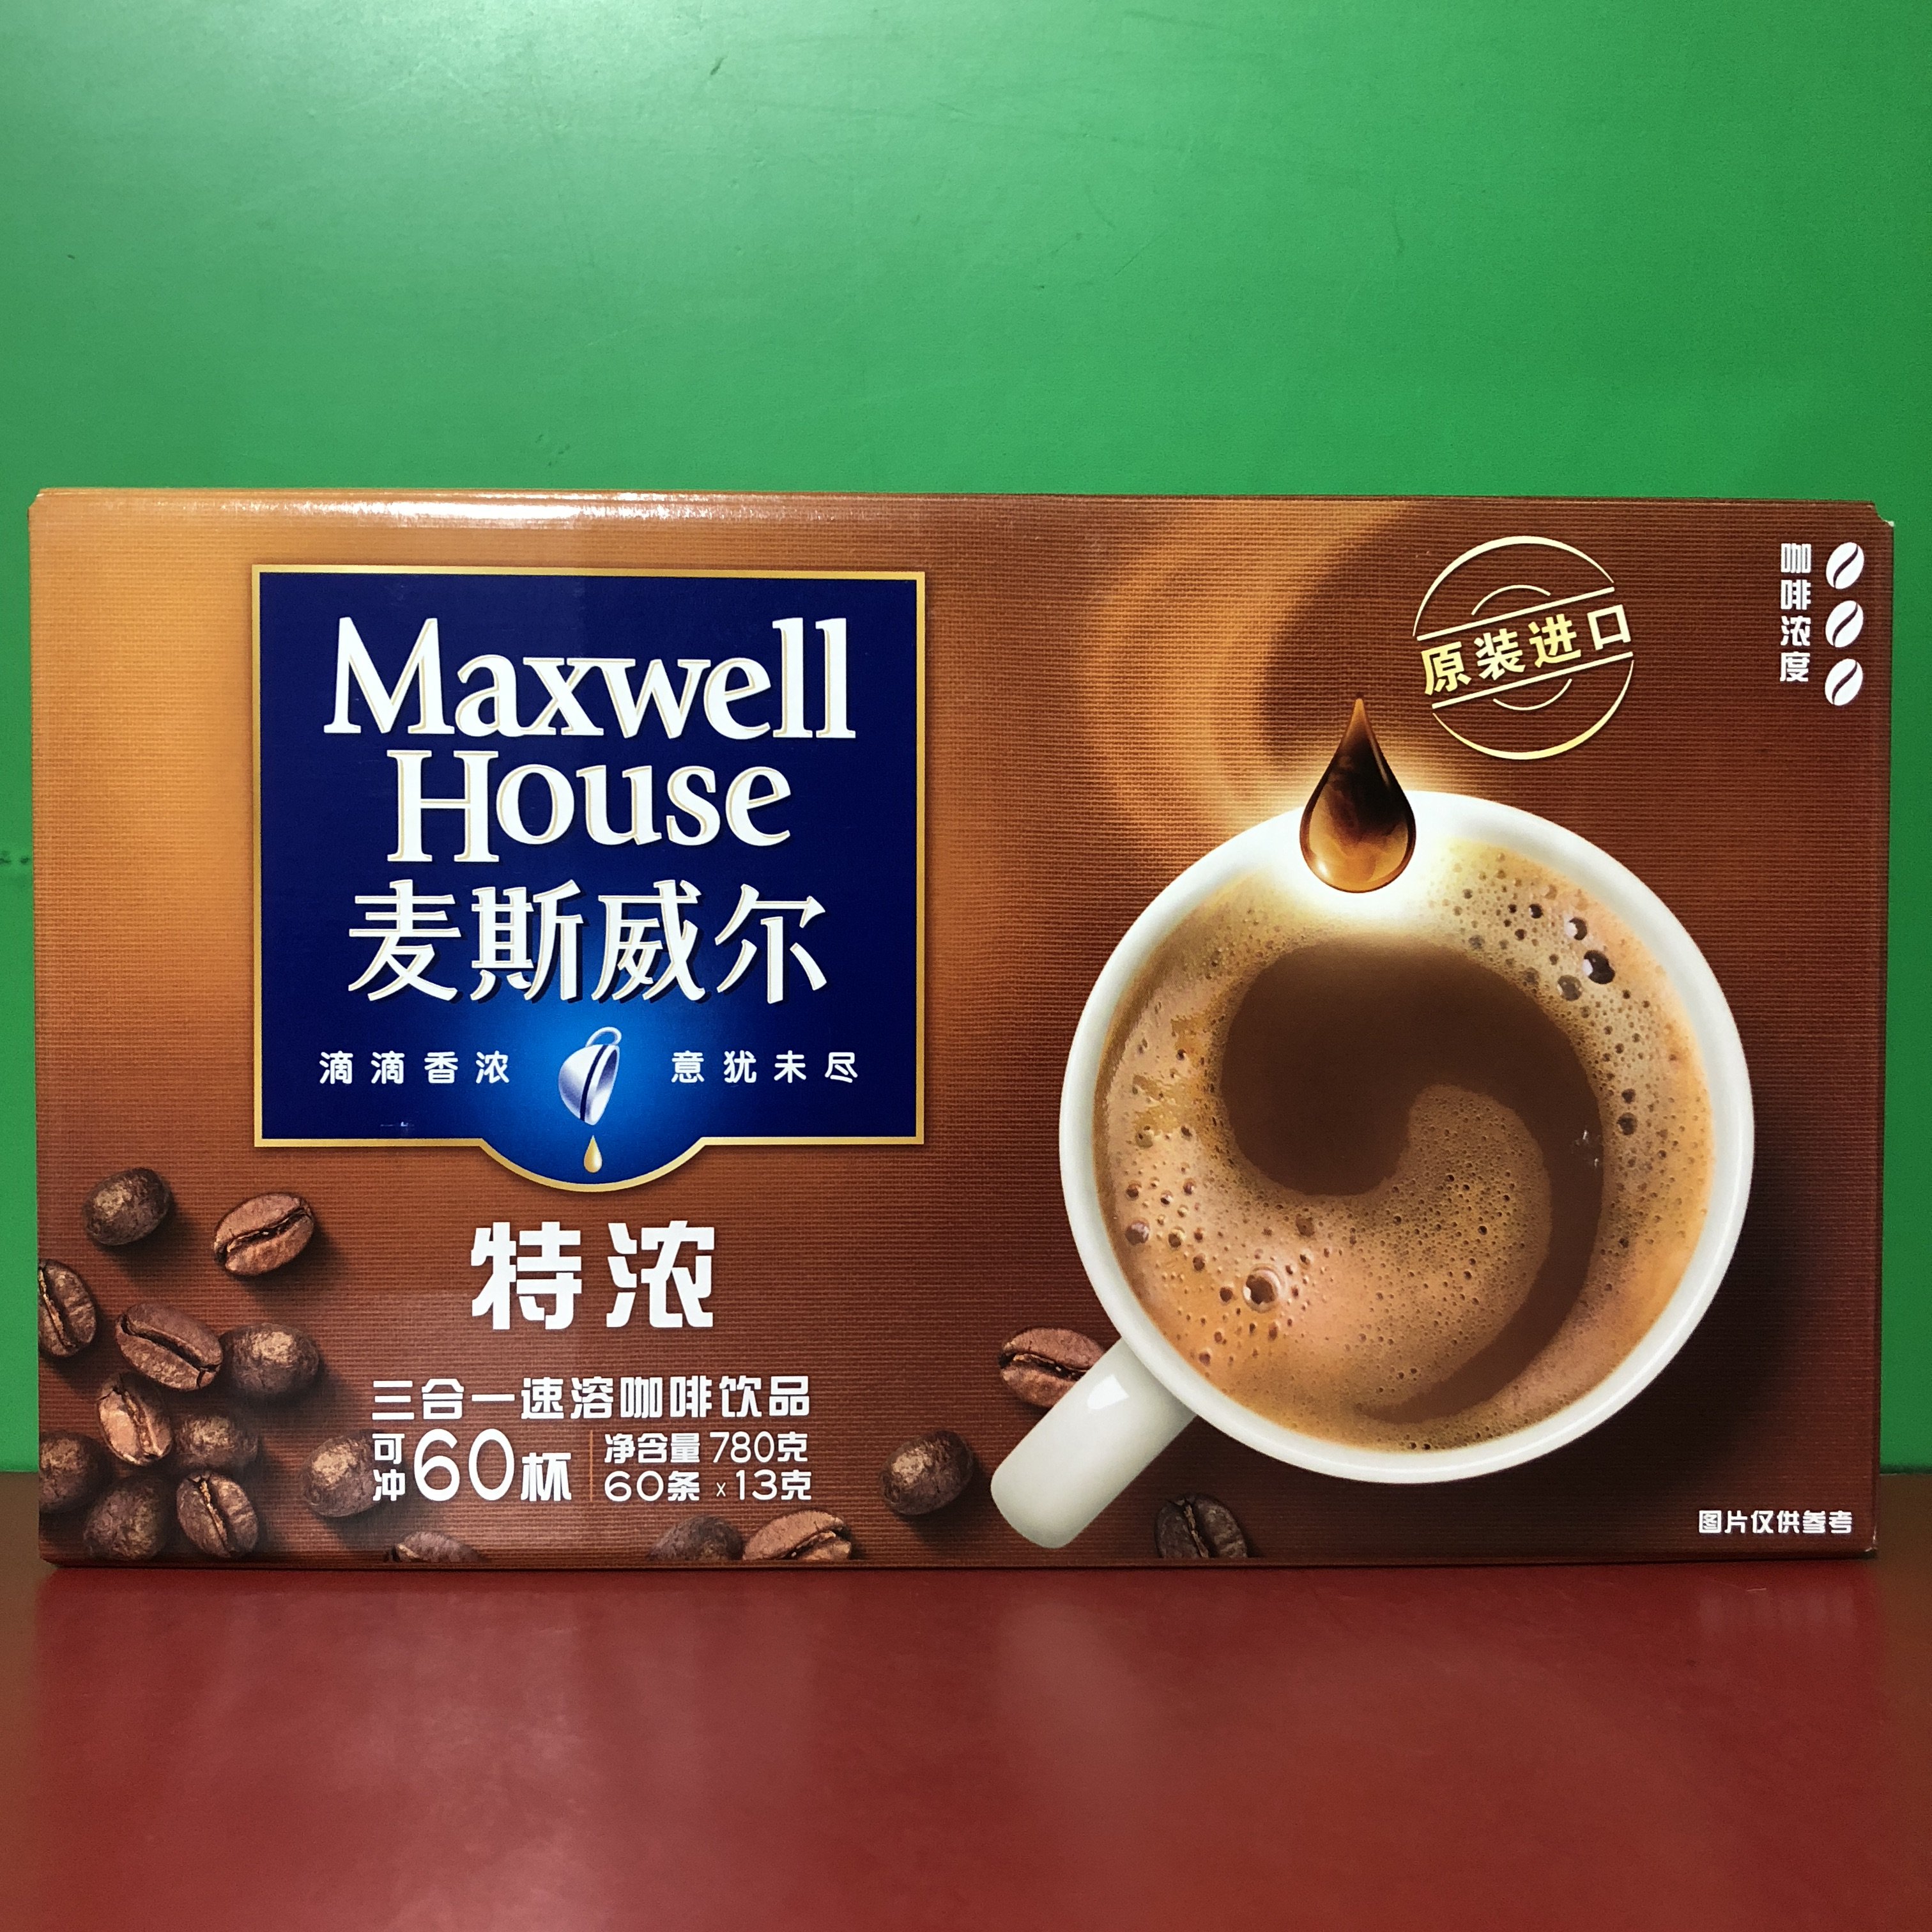 Maxwell
House
麦斯威尔
滴滴香浓 意犹未尽
特浓
三合一速溶咖啡饮品
可冲60杯
净含量 780克
60条 x 13克
原装进口
咖啡浓度
图片仅供参考